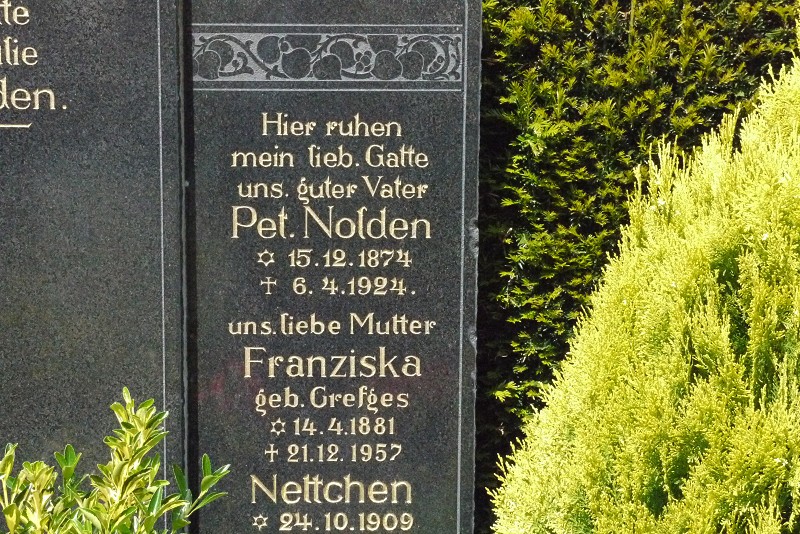 Hier ruhen
mein lieb. Gatte
uns. guter Vater
Pet. Nolden
✡ 15.12.1874
† 6.4.1924.
uns. liebe Mutter
Franziska
geb. Grefges
✡ 14.4.1881
† 21.12.1957
Nettchen
✡ 24.10.1909